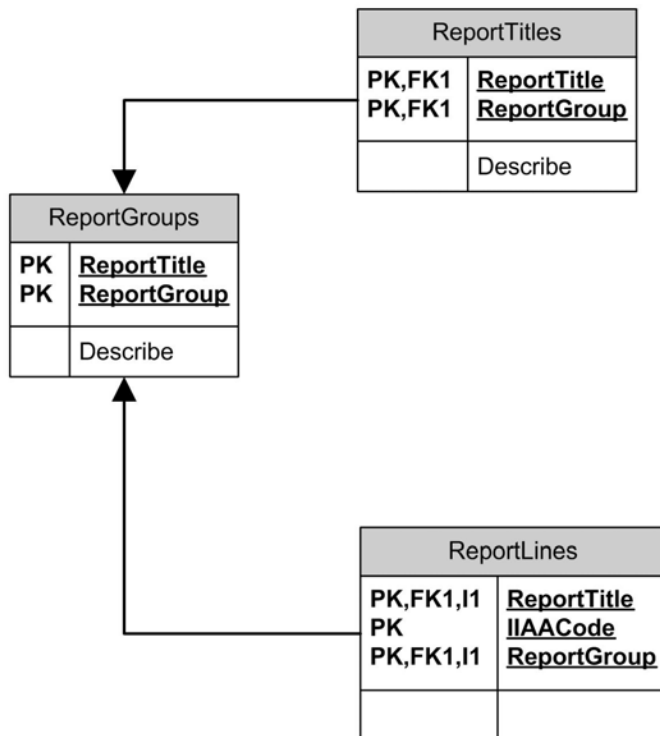 ReportTitles
PK,FK1 ReportTitle
PK,FK1 ReportGroup
Describe
ReportGroups
PK ReportTitle
PK ReportGroup
Describe
ReportLines
PK,FK1,I1 ReportTitle
PK IIAACode
PK,FK1,I1 ReportGroup